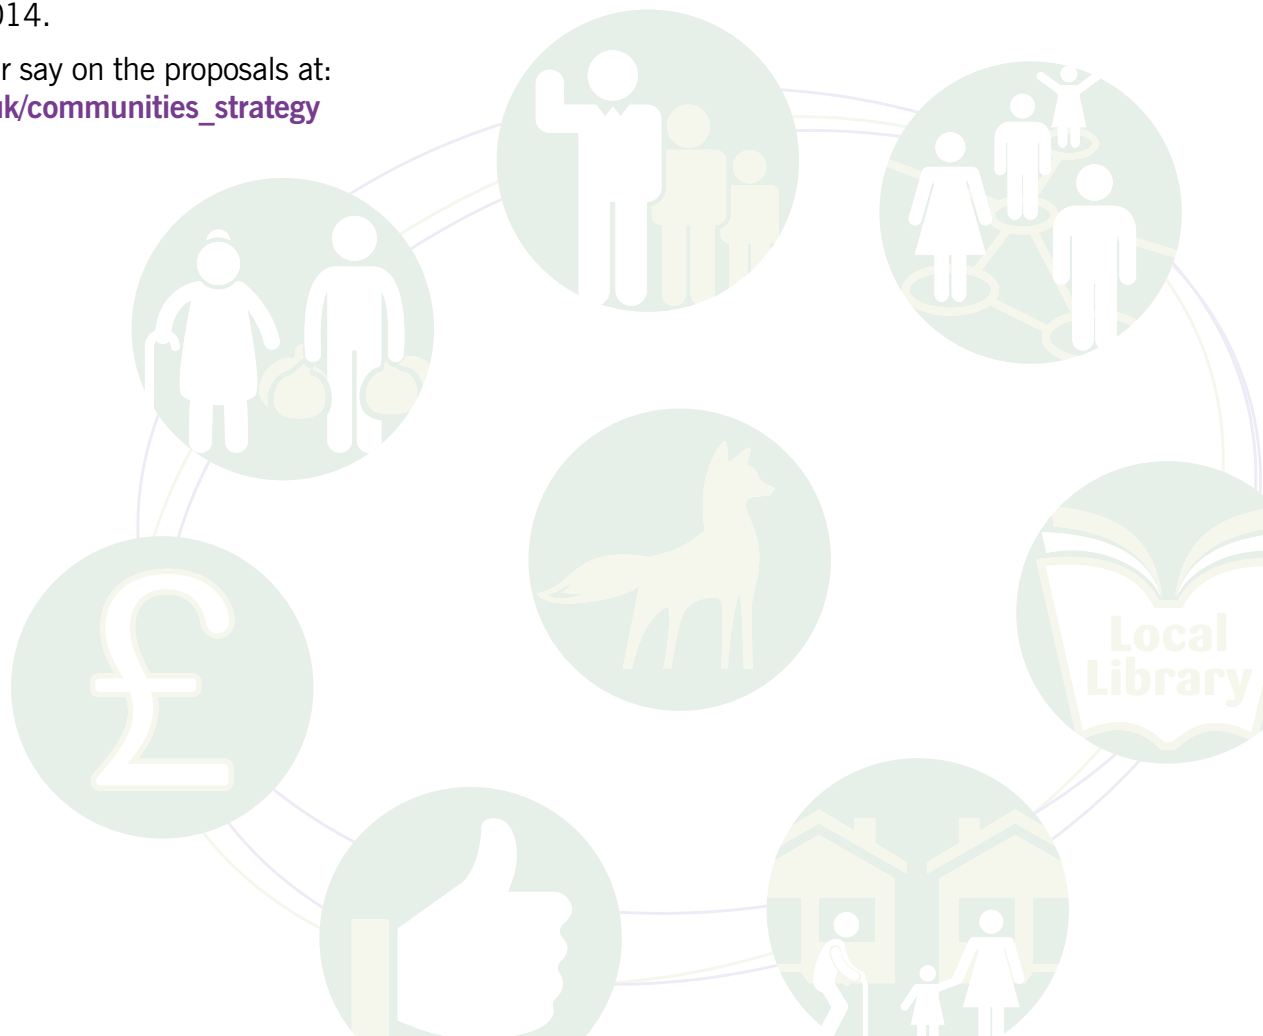 014.
r say on the proposals at:
uk/communities_strategy
£
Local
Library